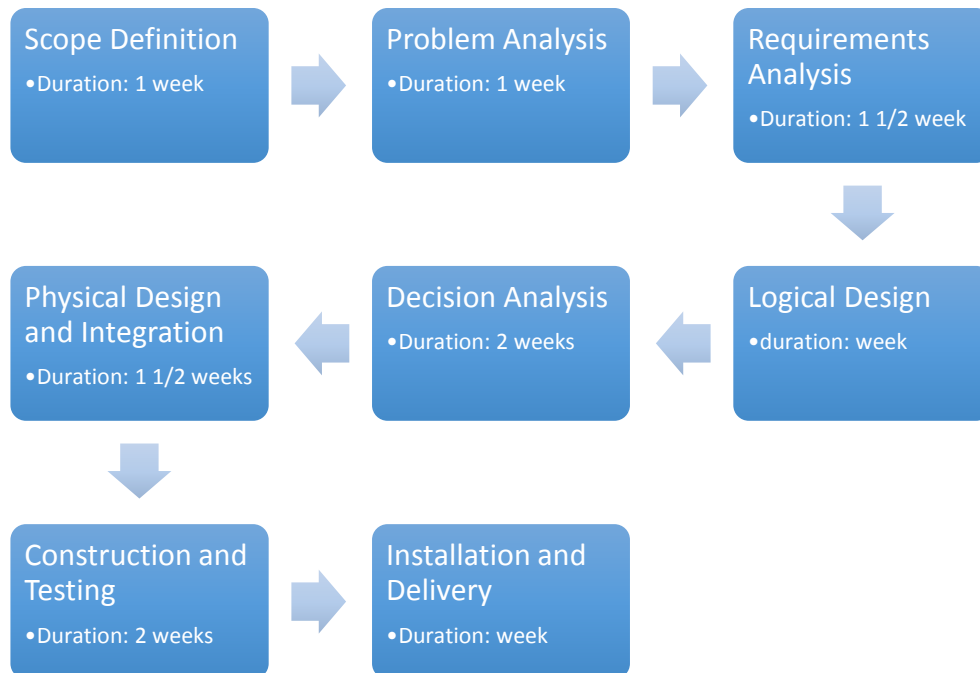 Scope Definition
•Duration: 1 week
Problem Analysis
•Duration: 1 week
Requirements
Analysis
•Duration: 1 1/2 week
Logical Design
•duration: week
Decision Analysis
•Duration: 2 weeks
Physical Design
and Integration
•Duration: 1 1/2 weeks
Construction and
Testing
•Duration: 2 weeks
Installation and
Delivery
•Duration: week